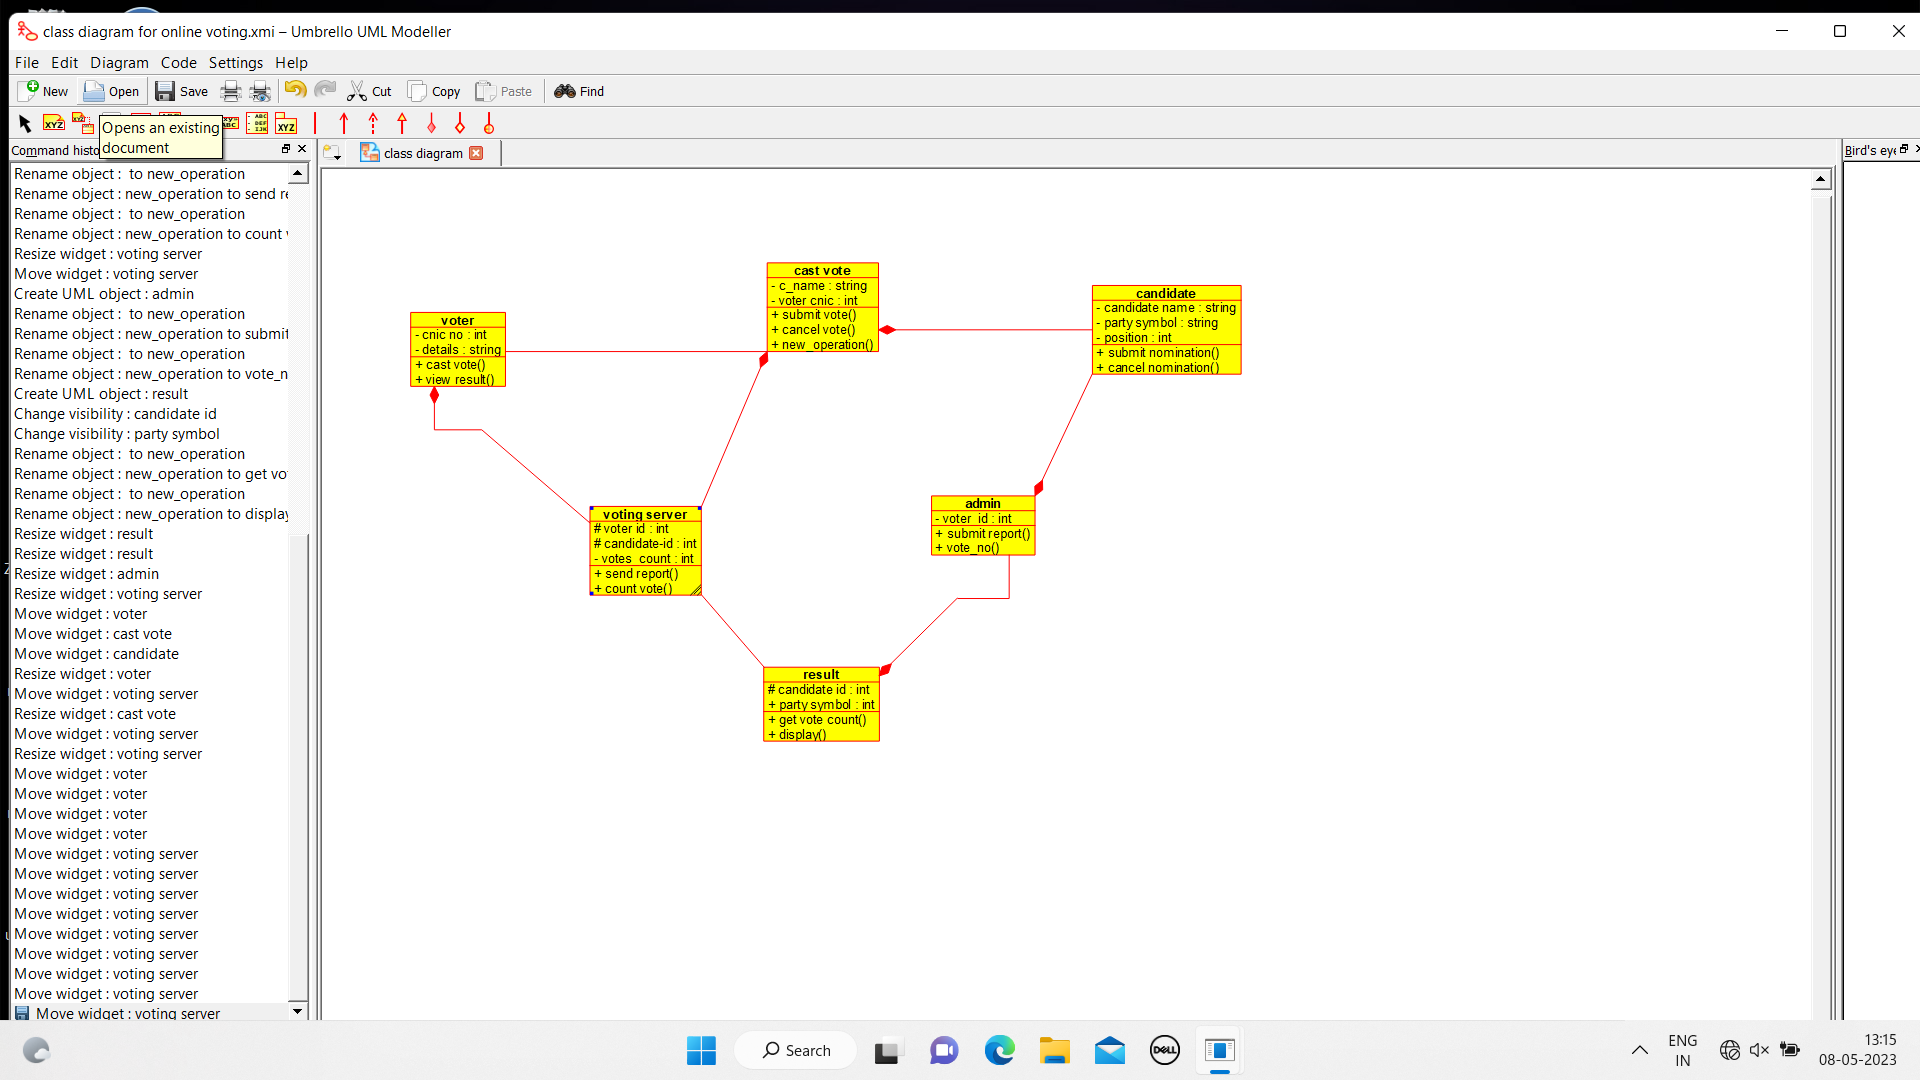 class diagram for online voting.xmi – Umbrello UML Modeller
File Edit Diagram Code Settings Help
New Open Save Cut Copy Paste Find
XYZ
ABC
DEF
IJK
XYZ
Opens an existing
document
Command histo
class diagram
Bird's eye
Rename object :  to new_operation
Rename object : new_operation to send re
Rename object :  to new_operation
Rename object : new_operation to count v
Resize widget : voting server
Move widget : voting server
Create UML object : admin
Rename object :  to new_operation
Rename object : new_operation to submit
Rename object :  to new_operation
Rename object : new_operation to vote_n
Create UML object : result
Change visibility : candidate id
Change visibility : party symbol
Rename object :  to new_operation
Rename object : new_operation to get vot
Rename object :  to new_operation
Rename object : new_operation to display
Resize widget : result
Resize widget : result
Resize widget : admin
Resize widget : voting server
Move widget : voter
Move widget : cast vote
Move widget : candidate
Resize widget : voter
Move widget : voting server
Resize widget : cast vote
Move widget : voting server
Resize widget : voting server
Move widget : voter
Move widget : voter
Move widget : voter
Move widget : voter
Move widget : voting server
Move widget : voting server
Move widget : voting server
Move widget : voting server
Move widget : voting server
Move widget : voting server
Move widget : voting server
Move widget : voting server
Move widget : voting server
voter
- cnic no : int
- details : string
+ cast vote()
+ view result()
cast vote
- c_name : string
- voter cnic : int
+ submit vote()
+ cancel vote()
+ new_operation()
candidate
- candidate name : string
- party symbol : string
- position : int
+ submit nomination()
+ cancel nomination()
voting server
# voter id : int
# candidate-id : int
- votes_count : int
+ send report()
+ count vote()
admin
- voter_id : int
+ submit report()
+ vote_no()
result
# candidate id : int
+ party symbol : int
+ get vote count()
+ display()
Search
DELL
ENG
IN
13:15
08-05-2023